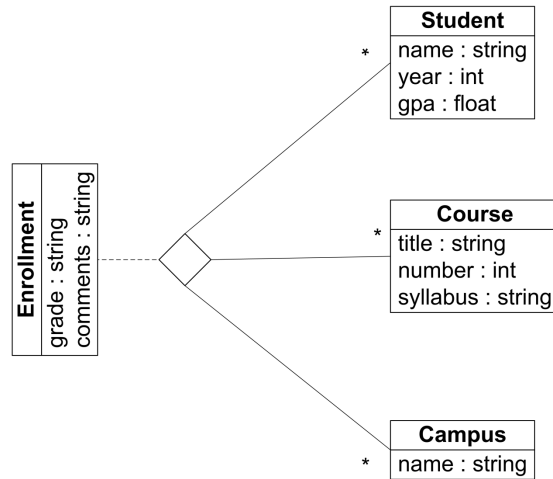 Student
*
name : string
year : int
gpa : float
Enrollment
grade : string
comments : string
Course
*
title : string
number : int
syllabus : string
Campus
*
name : string